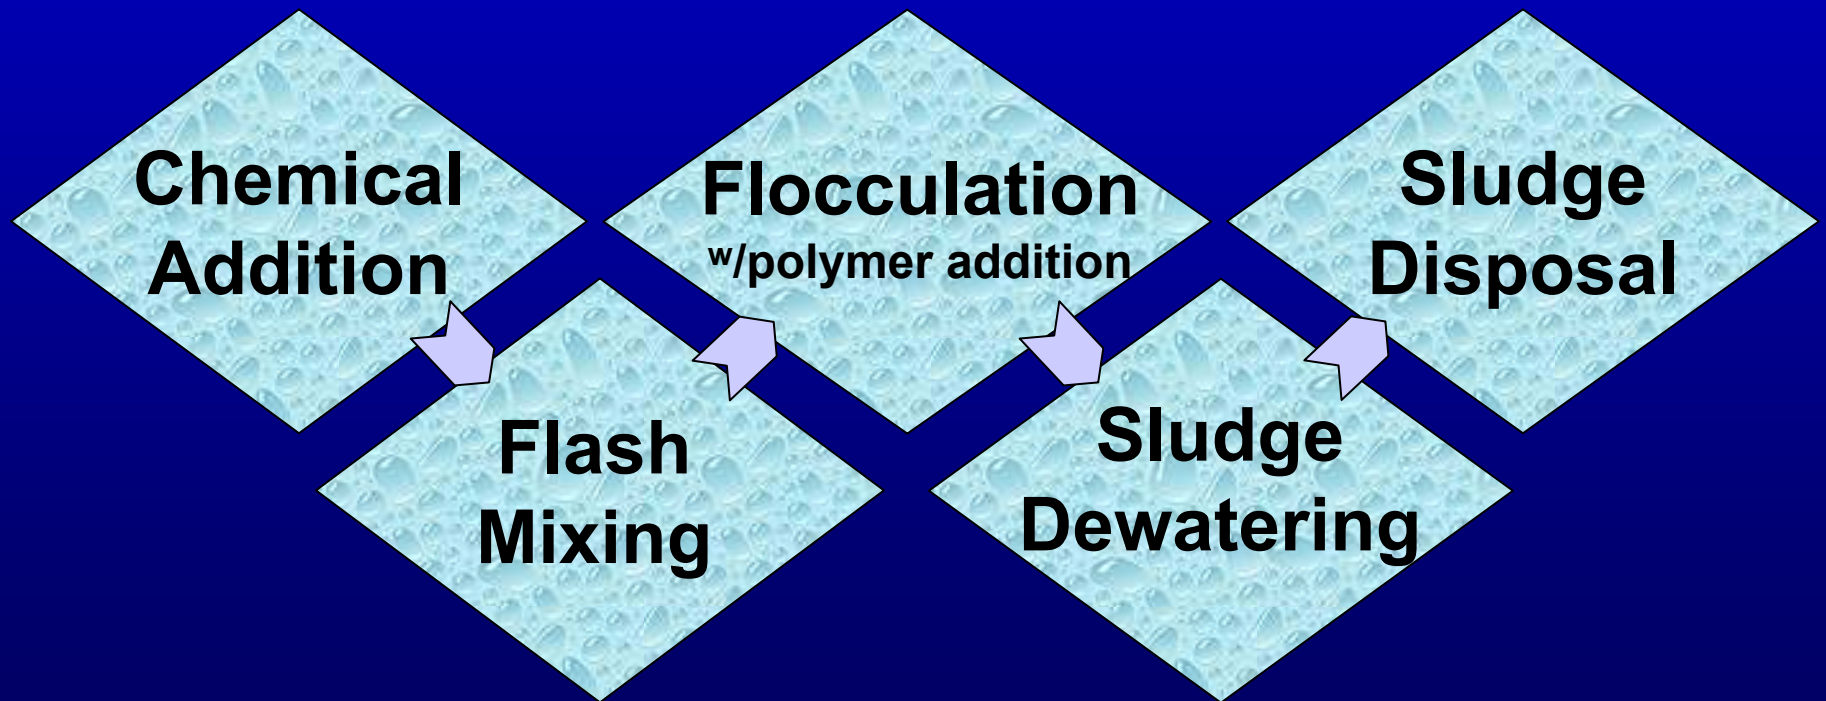 Chemical
Addition
Flash
Mixing
Flocculation
w/polymer addition
Sludge
Dewatering
Sludge
Disposal